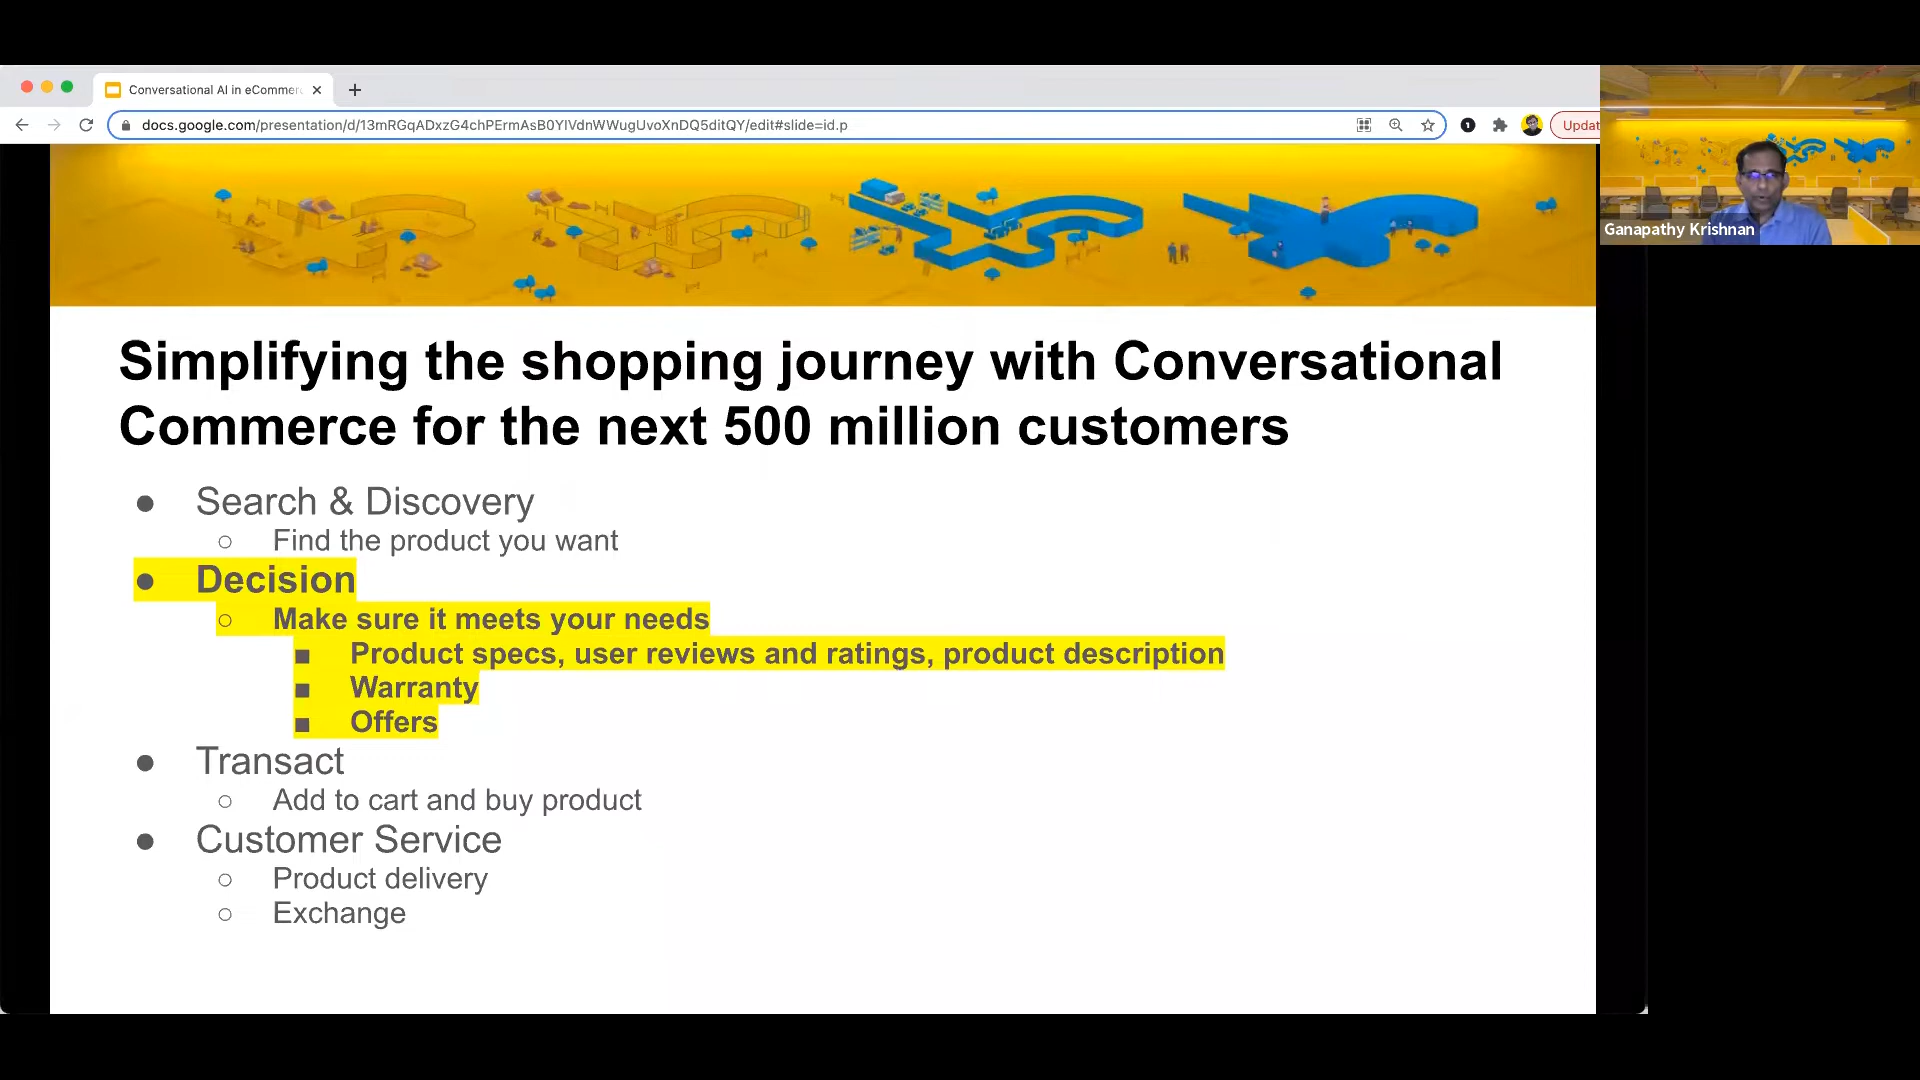 Conversational AI in eCommer
docs.google.com/presentation/d/13mRGqADxzG4chPErmAsB0YIVdnWWugUvoXnDQ5ditQY/edit#slide=id.p
Updat
Ganapathy Krishnan
Simplifying the shopping journey with Conversational
Commerce for the next 500 million customers
Search & Discovery
Find the product you want
Decision
Make sure it meets your needs
Product specs, user reviews and ratings, product description
Warranty
Offers
Transact
Add to cart and buy product
Customer Service
Product delivery
Exchange